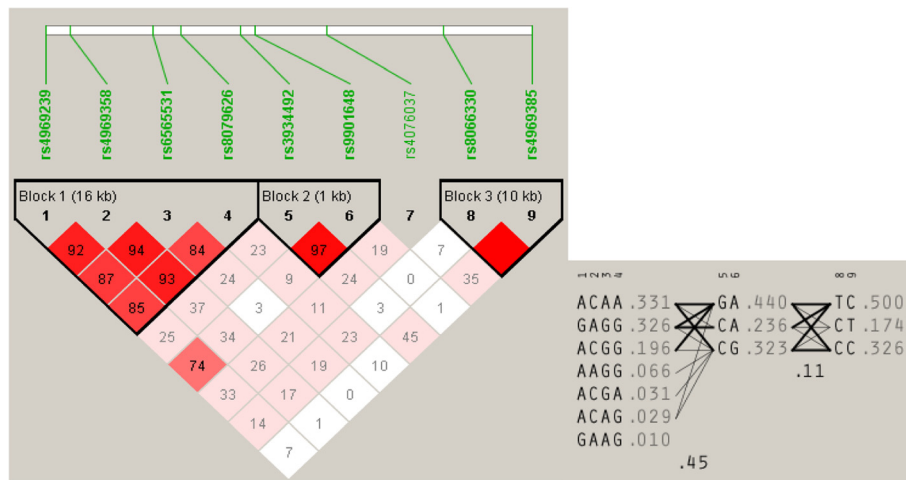 rs4969239 rs4969358 rs6565531 rs8079626 rs3934492 rs9901648 rs4076037 rs8066330 rs4969385
Block 1 (16 kb) Block 2 (1 kb) Block 3 (10 kb)
1 2 3 4 5 6 7 8 9
92 94 84 23 97 19 7
87 93 24 9 24 0 35
85 37 3 11 3 1
25 34 21 23 45
74 26 19 10
33 17 0
14 1
7
1 2 3 4 5 6 8 9
ACAA .331 GA .440 TC .500
GAGG .326 CA .236 CT .174
ACGG .196 CG .323 CC .326
AAGG .066 .11
ACGA .031
ACAG .029
GAAG .010
.45